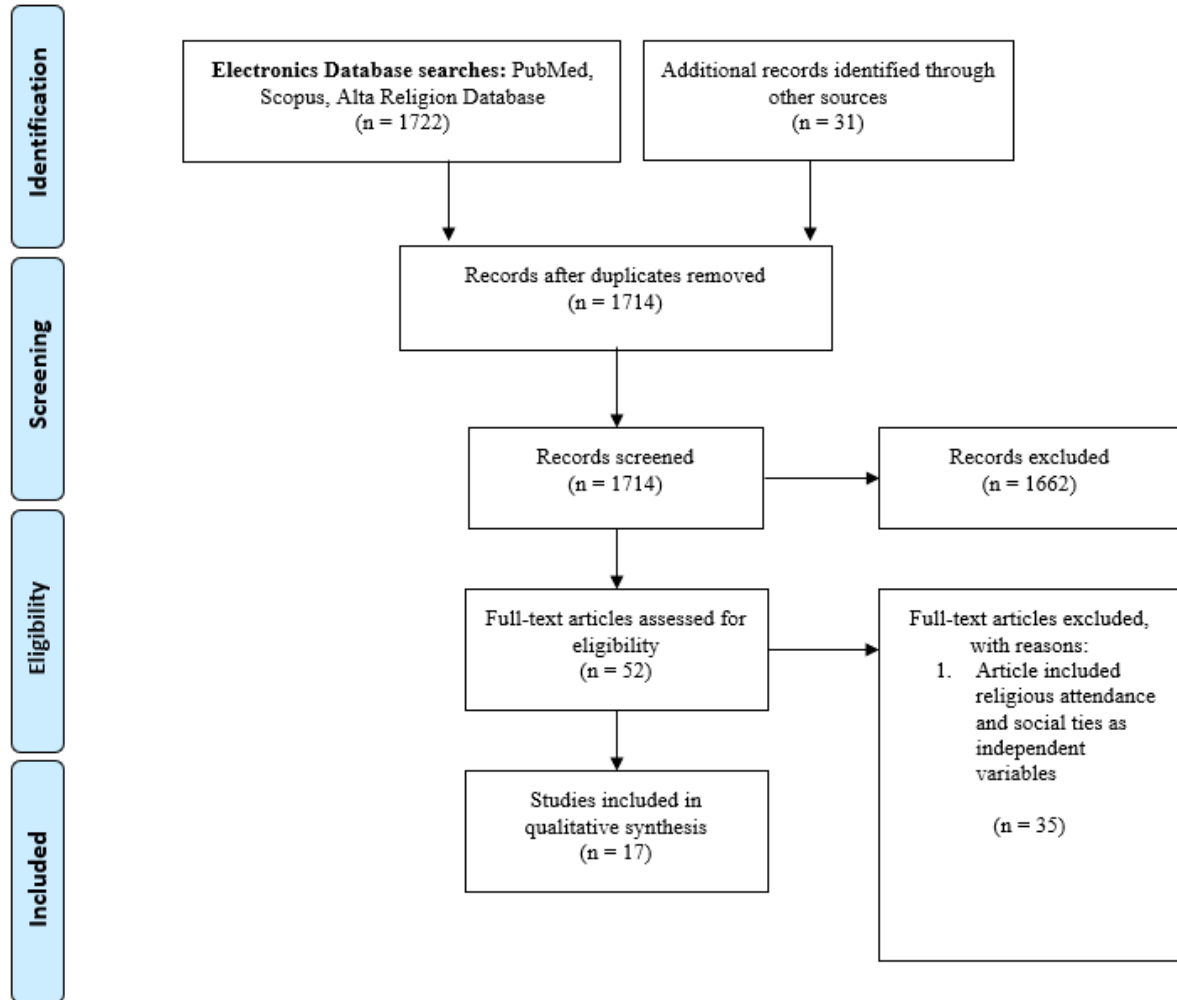 Identification
Electronics Database searches: PubMed,
Scopus, Alta Religion Database
(n = 1722)
Additional records identified through
other sources
(n = 31)
Screening
Records after duplicates removed
(n = 1714)
Records screened
(n = 1714)
Records excluded
(n = 1662)
Eligibility
Full-text articles assessed for
eligibility
(n = 52)
Full-text articles excluded,
with reasons:
1. Article included
religious attendance
and social ties as
independent
variables
(n = 35)
Included
Studies included in
qualitative synthesis
(n = 17)